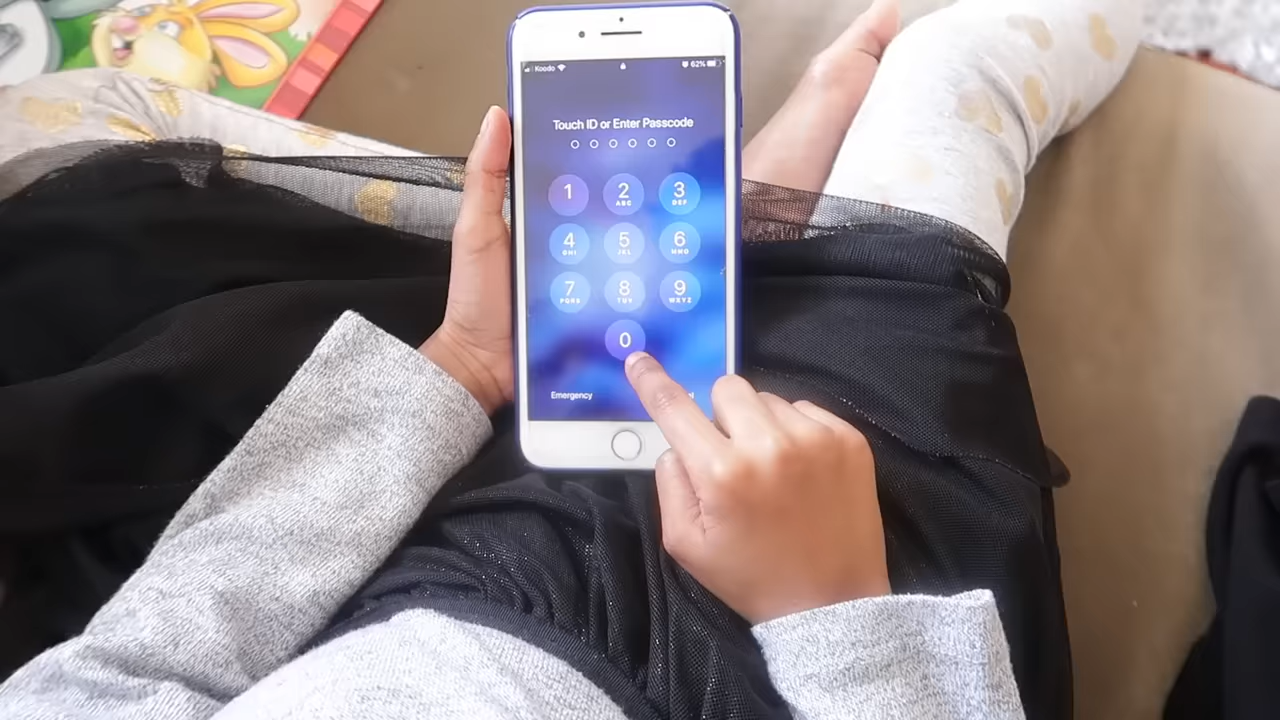 Koodo 62%
Touch ID or Enter Passcode
1 2 3
ABC DEF
4 5 6
GHI JKL MNO
7 8 9
PQRS TUV WXYZ
0
Emergency